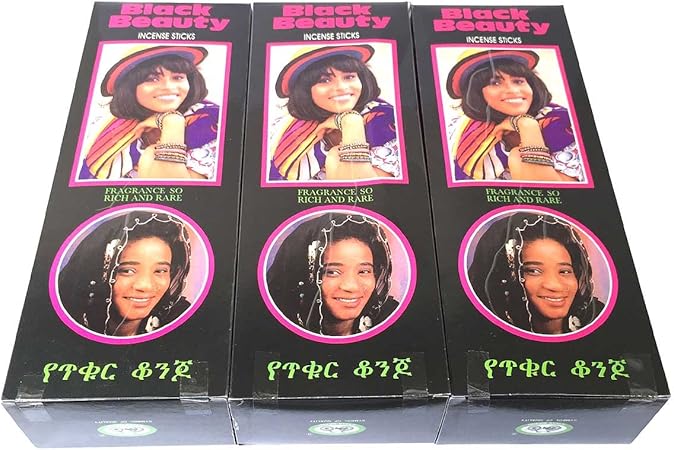 Black
Beauty
INCENSE STICKS
FRAGRANCE SO
RICH AND RARE
የጥቁር ቆንጆ
Black
Beauty
INCENSE STICKS
FRAGRANCE SO
RICH AND RARE
የጥቁር ቆንጆ
Black
Beauty
INCENSE STICKS
FRAGRANCE SO
RICH AND RARE
የጥቁር ቆንጆ